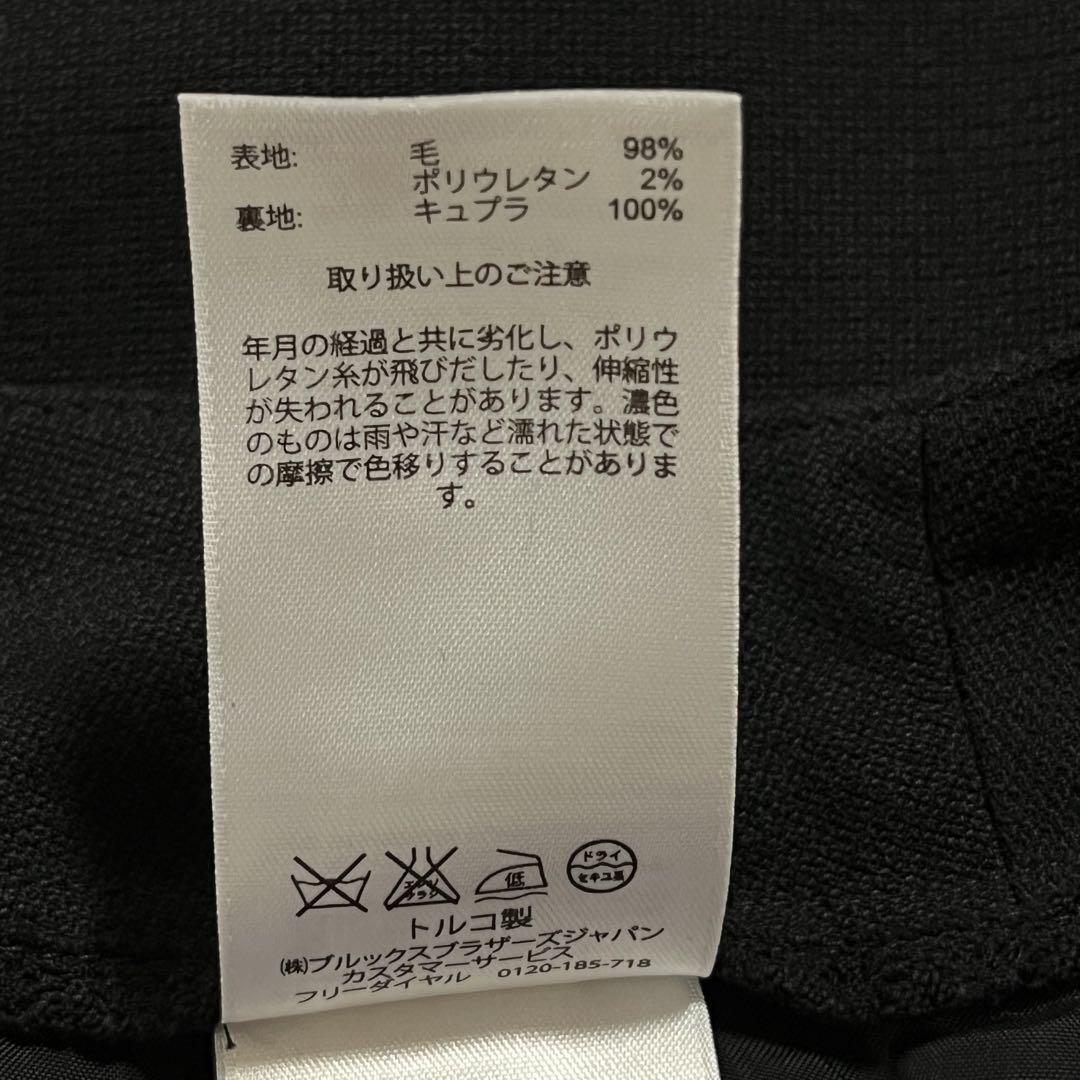 表地: 毛 98%
ポリウレタン 2%
裏地: キュプラ 100%
取り扱い上のご注意
年月の経過と共に劣化し、ポリウ
レタン糸が飛びだしたり、伸縮性
が失われることがあります。濃色
のものは雨や汗など濡れた状態で
の摩擦で色移りすることがありま
す。
エンソ
サラシ
低
ドライ
セキユ系
トルコ製
㈱ブルックスブラザーズジャパン
カスタマーサービス
フリーダイヤル 0120-185-718